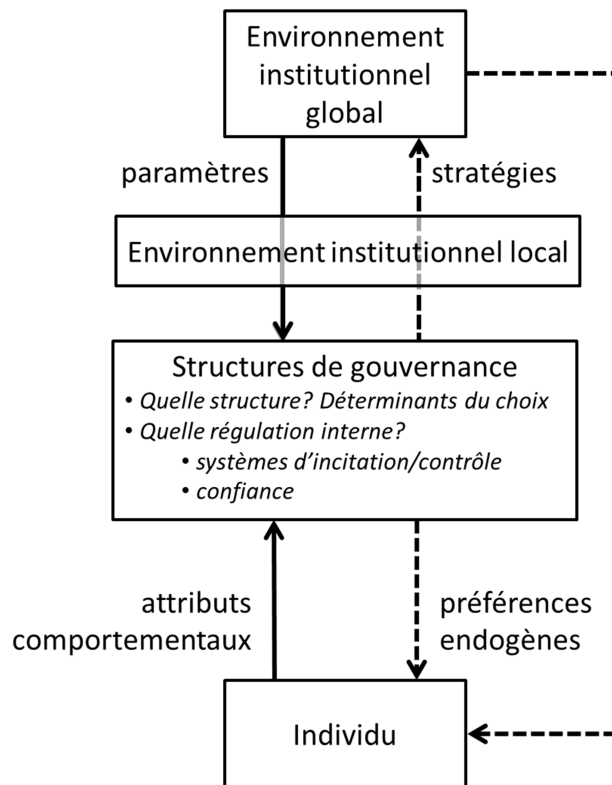 Environnement
institutionnel
global
paramètres
stratégies
Environnement institutionnel local
Structures de gouvernance
• Quelle structure? Déterminants du choix
• Quelle régulation interne?
• systèmes d'incitation/contrôle
• confiance
attributs
comportementaux
préférences
endogènes
Individu